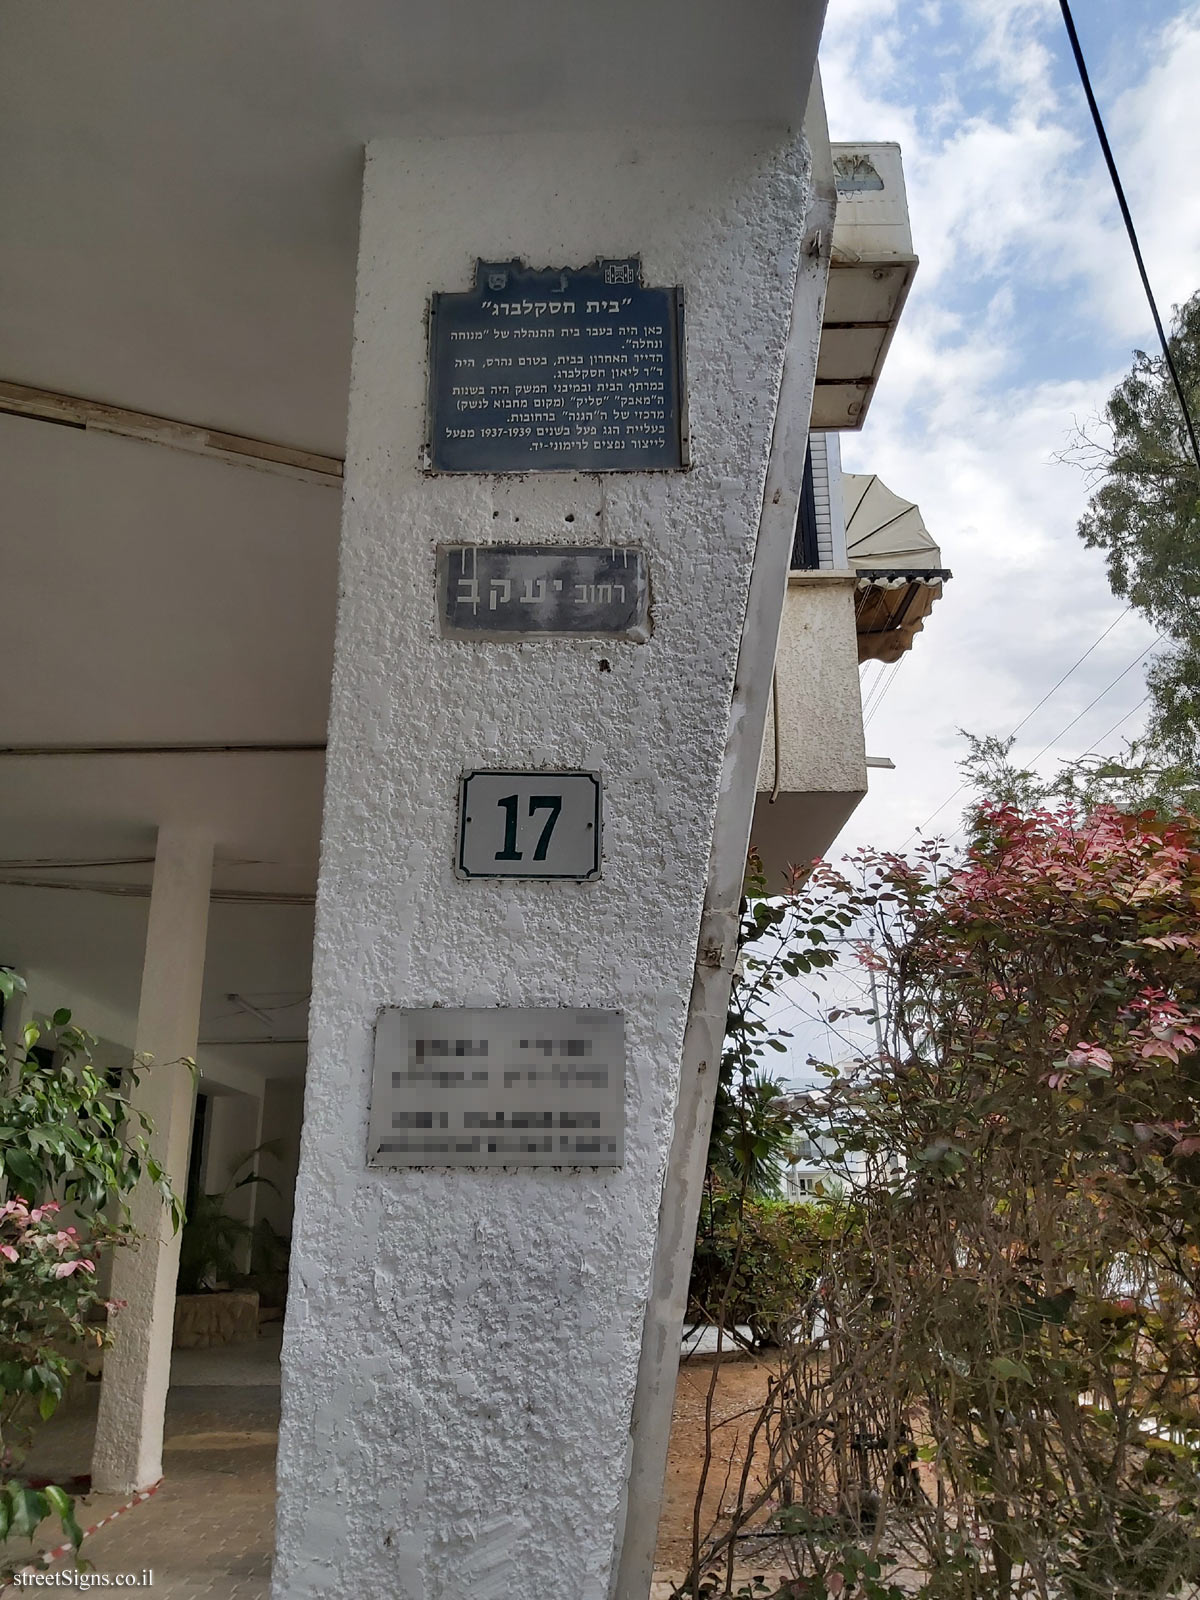 "בית חסקלברג"
כאן היה בעבר בית ההנהלה של "מנוחה
ונחלה".
הדייר האחרון בבית, בטרם נהרס, היה
ד"ר ליאון חסקלברג.
במרתף הבית ובמיבני המשק היה בשנות
ה"מאבק" "סליק" (מקום מחבוא לנשק)
מרכזי של ה"הגנה" ברחובות.
בעליית הגג פעל בשנים 1937-1939 מפעל
לייצור נפצים לרימוני-יד.
רחוב יעקב
17
streetSigns.co.il